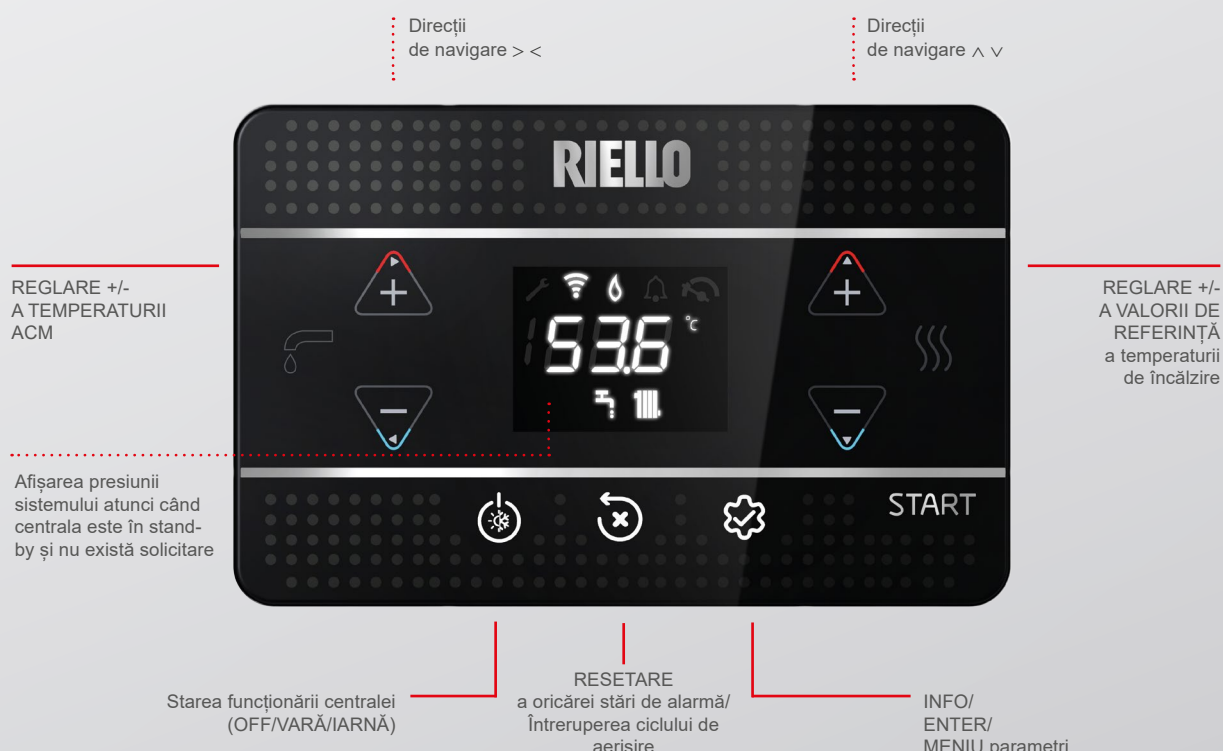 Direcții
de navigare > <
Direcții
de navigare ∧ ∨
RIELLO
REGLARE +/-
A TEMPERATURII
ACM
+
+
53.6 °C
REGLARE +/-
A VALORII DE
REFERINȚĂ
a temperaturii
de încălzire
−
−
Afișarea presiunii
sistemului atunci când
centrala este în stand-
by și nu există solicitare
START
Starea funcționării centralei
(OFF/VARĂ/IARNĂ)
RESETARE
a oricărei stări de alarmă/
Întreruperea ciclului de
aerisire
INFO/
ENTER/
MENIU parametri